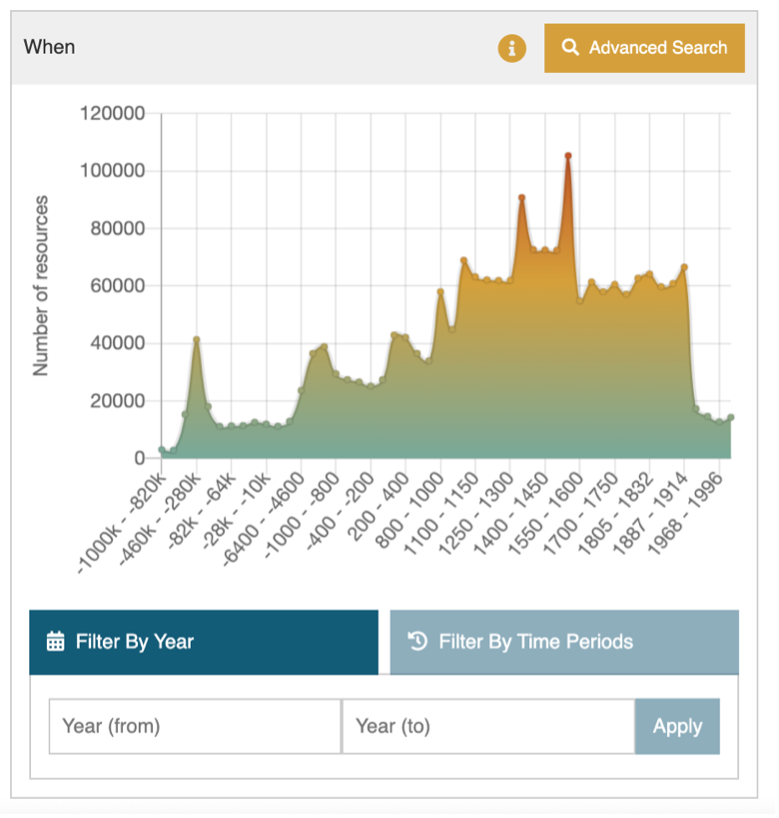 When
Advanced Search
120000
100000
80000
60000
40000
20000
0
Number of resources
-1000k - -820k
-460k - -280k
-82k - -64k
-28k - -10k
-6400 - -4600
-1000 - -800
-400 - -200
200 - 400
800 - 1000
1100 - 1150
1250 - 1300
1400 - 1450
1550 - 1600
1700 - 1750
1805 - 1832
1887 - 1914
1968 - 1996
Filter By Year
Filter By Time Periods
Year (from)
Year (to)
Apply